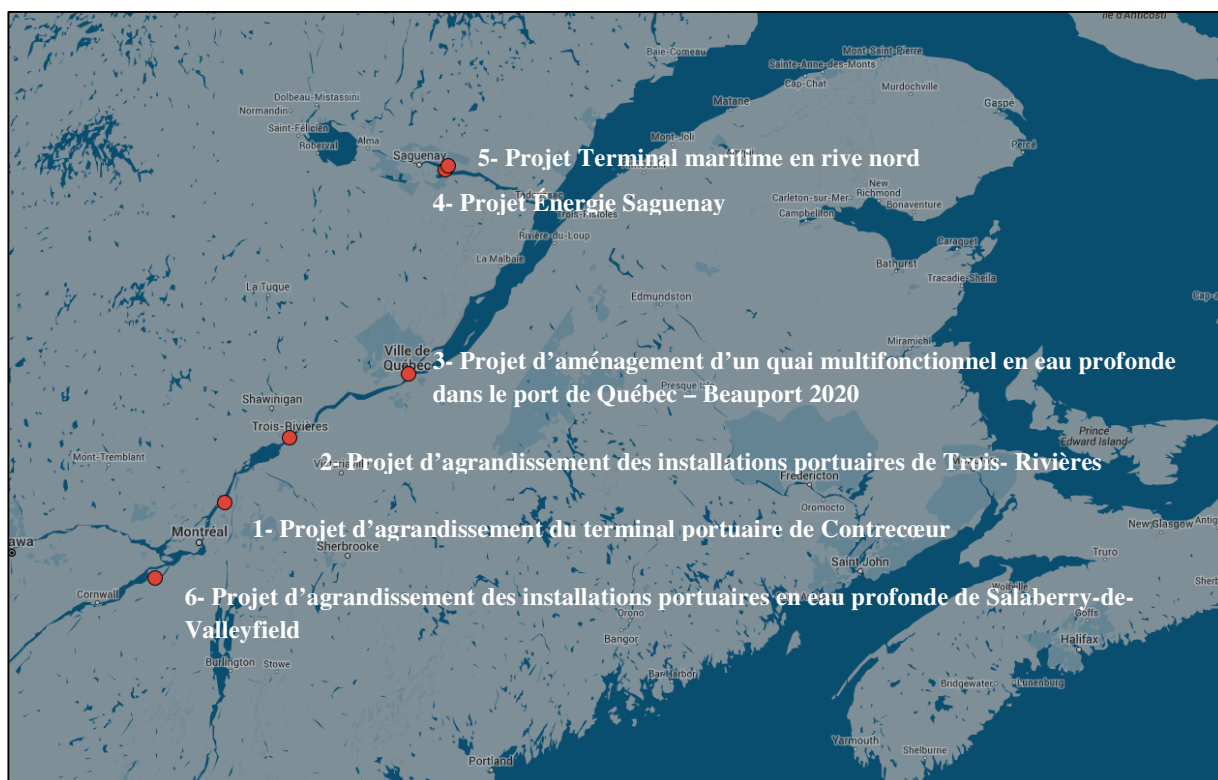 Île d'Anticosti
Baie-Comeau
Mont-Saint-Pierre
Sainte-Anne-des-Monts
Cap-Chat
Murdochville
Dolbeau-Mistassini
Normandin
Matane
Gaspé
Saint-Félicien
Roberval
Alma
Mont-Joli
Percé
Saguenay
5- Projet Terminal maritime en rive nord
4- Projet Énergie Saguenay
Trois-Pistoles
Carleton-sur-Mer
New Richmond
Bonaventure
Campbellton
Rivière-du-Loup
La Malbaie
Caraquet
Bathurst
Tracadie-Sheila
La Tuque
Edmundston
Miramichi
Ville de
Québec
3- Projet d'aménagement d'un quai multifonctionnel en eau profonde
dans le port de Québec – Beauport 2020
Presque Isle
Shawinigan
Trois-Rivières
Prince
Edward Island
Mont-Tremblant
2- Projet d'agrandissement des installations portuaires de Trois- Rivières
Fredericton
Oromocto
1- Projet d'agrandissement du terminal portuaire de Contrecœur
Montréal
Sherbrooke
New Glasgow
Truro
Saint John
Cornwall
6- Projet d'agrandissement des installations portuaires en eau profonde de Salaberry-de-
Valleyfield
Wolfville
Orono
Goffs
Bangor
Halifax
Burlington
Stowe
Bar Harbor
Bridgewater
Lunenburg
Yarmouth
Shelburne
Portland